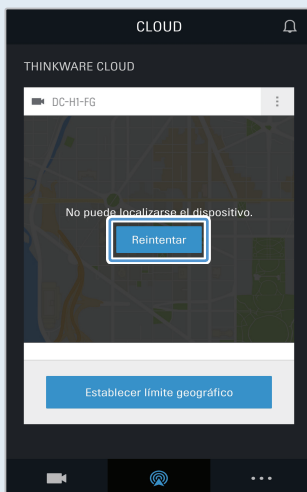 CLOUD
THINKWARE CLOUD
DC-H1-FG
No puede localizarse el dispositivo.
Reintentar
Establecer límite geográfico